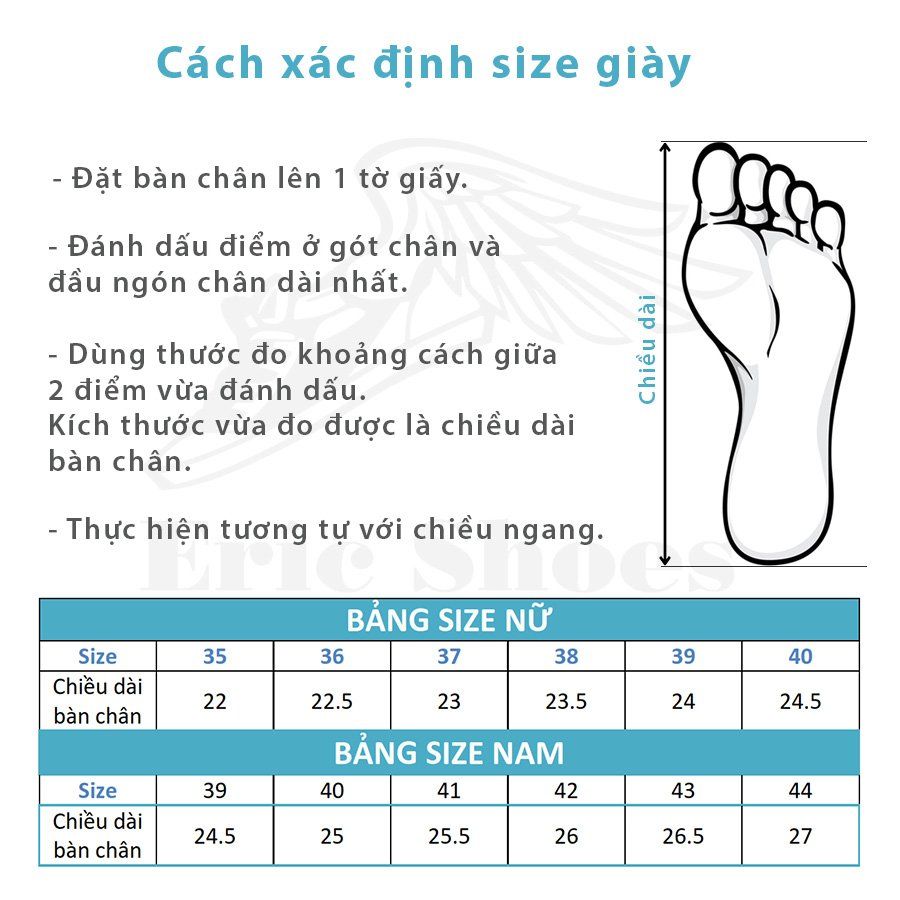 Cách xác định size giày
- Đặt bàn chân lên 1 tờ giấy.
- Đánh dấu điểm ở gót chân và
đầu ngón chân dài nhất.
- Dùng thước đo khoảng cách giữa
2 điểm vừa đánh dấu.
Kích thước vừa đo được là chiều dài
bàn chân.
- Thực hiện tương tự với chiều ngang.
Chiều dài
Eric Shoes
BẢNG SIZE NỮ
Size 35 36 37 38 39 40
Chiều dài
bàn chân 22 22.5 23 23.5 24 24.5
BẢNG SIZE NAM
Size 39 40 41 42 43 44
Chiều dài
bàn chân 24.5 25 25.5 26 26.5 27